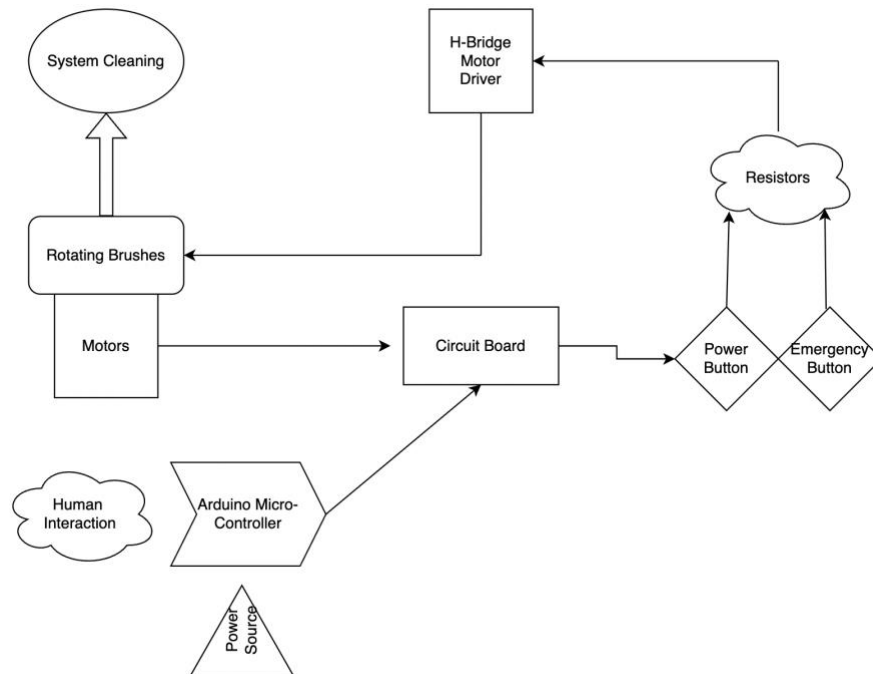 System Cleaning
H-Bridge
Motor
Driver
Resistors
Rotating Brushes
Motors
Circuit Board
Power
Button
Emergency
Button
Human
Interaction
Arduino Micro-
Controller
Power
Source